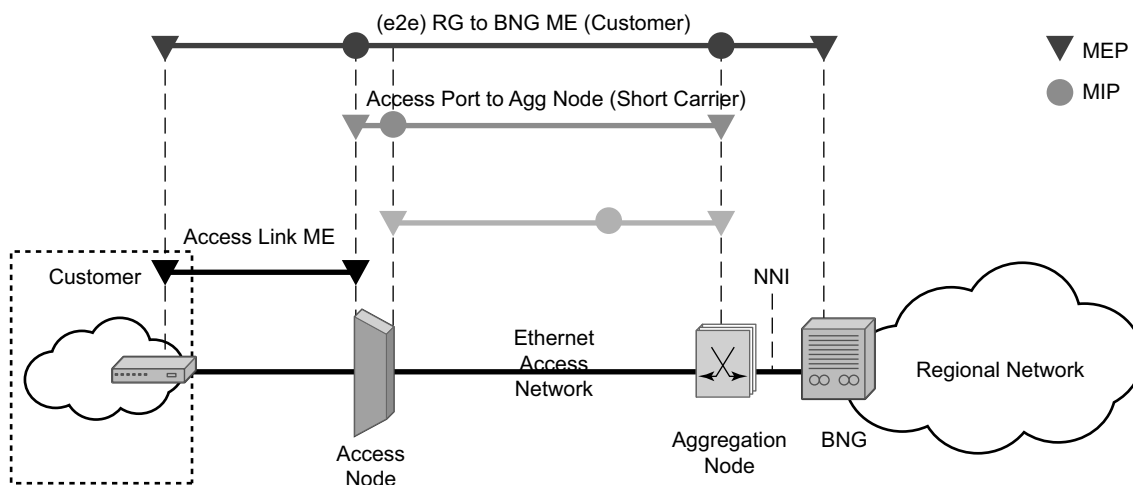 (e2e) RG to BNG ME (Customer)
MEP
MIP
Access Port to Agg Node (Short Carrier)
Access Link ME
Customer
NNI
Ethernet
Access
Network
Regional Network
Access
Node
Aggregation
Node
BNG